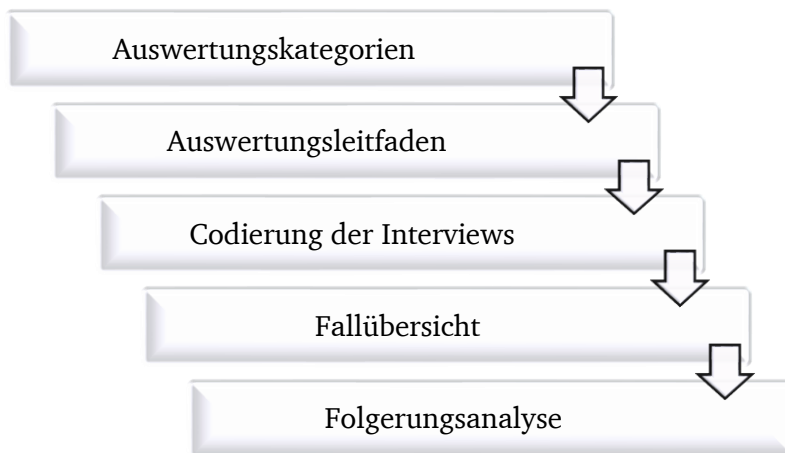 Auswertungskategorien
Auswertungsleitfaden
Codierung der Interviews
Fallübersicht
Folgerungsanalyse